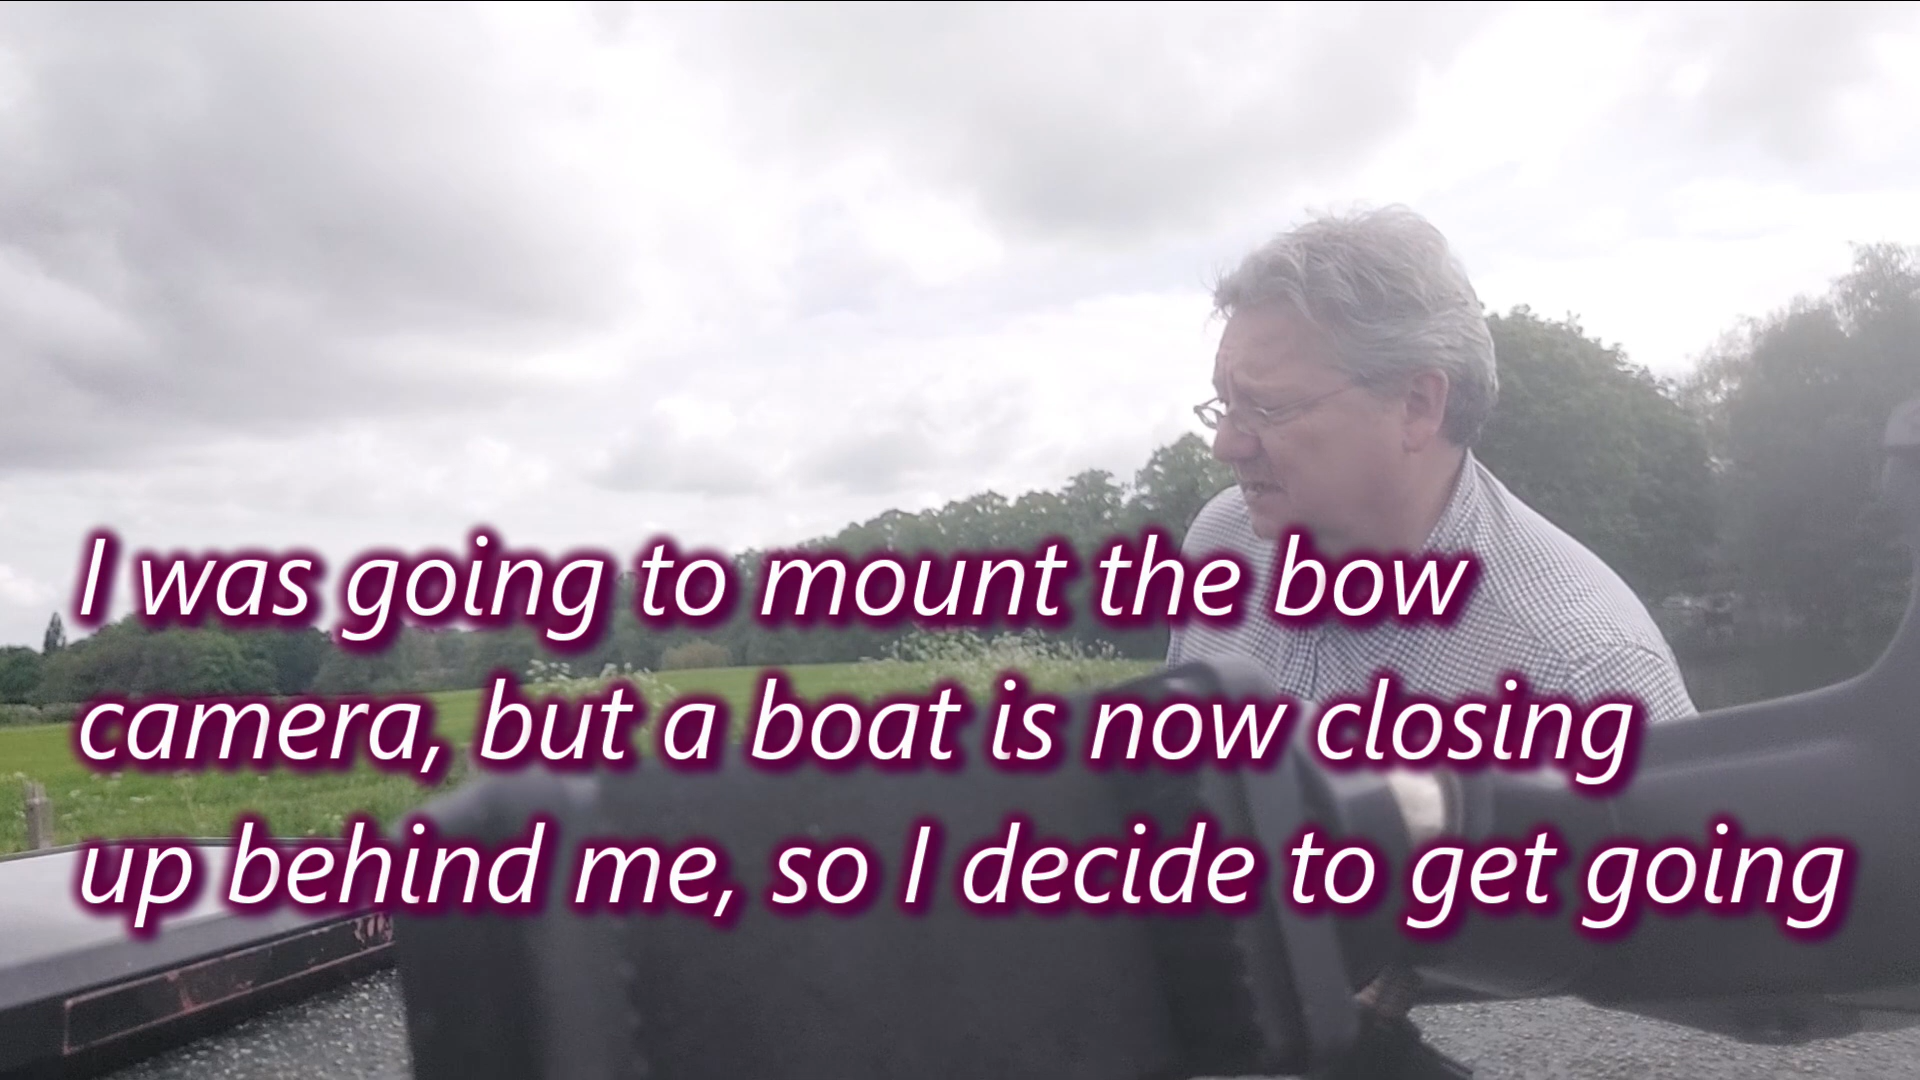 I was going to mount the bow
camera, but a boat is now closing
up behind me, so I decide to get going